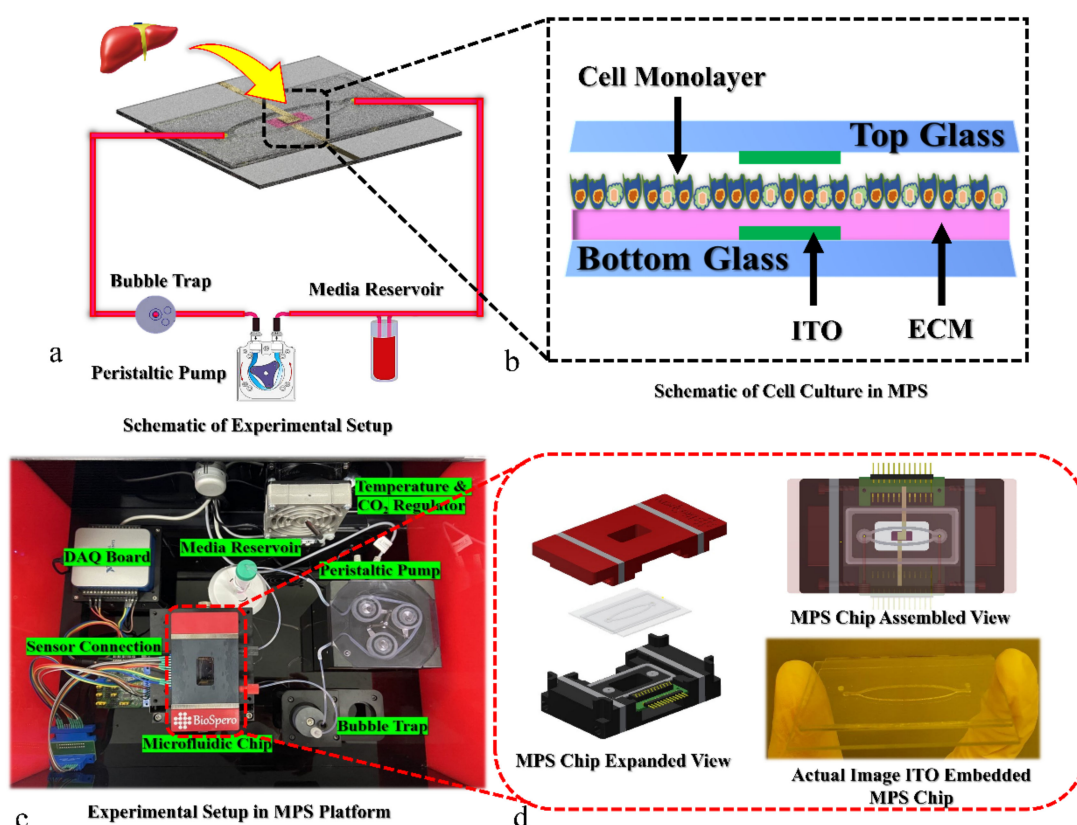 Cell Monolayer
Top Glass
Bottom Glass
ITO
ECM
Bubble Trap
Media Reservoir
Peristaltic Pump
a
b
Schematic of Experimental Setup
Schematic of Cell Culture in MPS
Temperature &
CO₂ Regulator
Media Reservoir
DAQ Board
Peristaltic Pump
Sensor Connection
BioSpero
Bubble Trap
Microfluidic Chip
MPS Chip Assembled View
MPS Chip Expanded View
Actual Image ITO Embedded
MPS Chip
c
Experimental Setup in MPS Platform
d